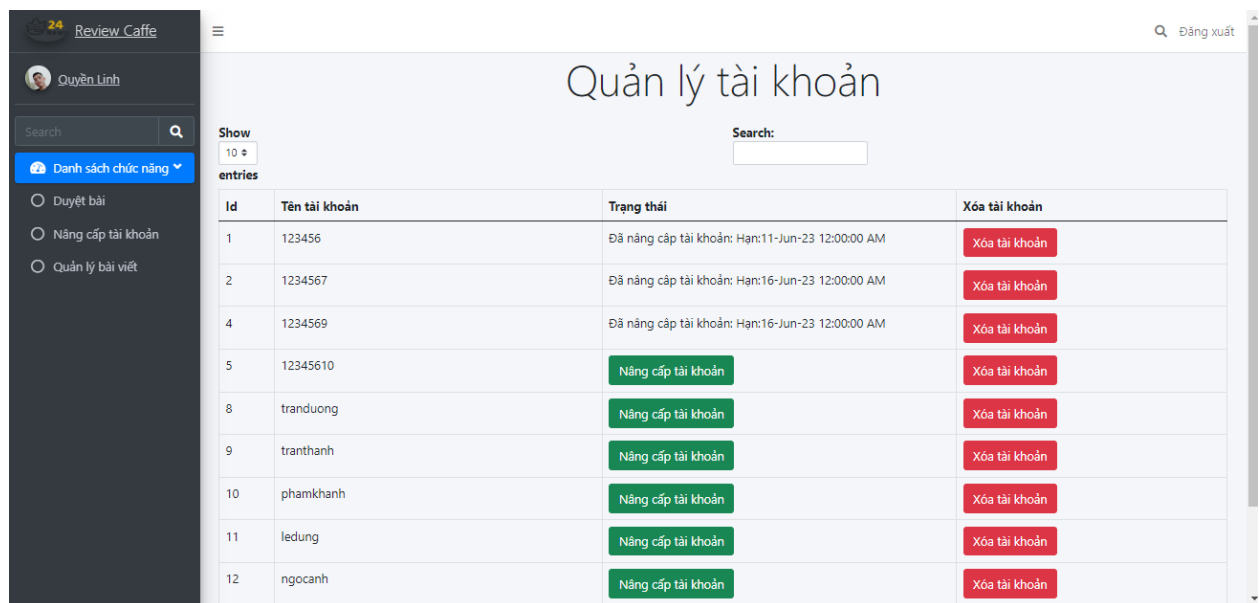 24
Review Caffe
Đăng xuất
Quyền Linh
Quản lý tài khoản
Search
Danh sách chức năng
Duyệt bài
Nâng cấp tài khoản
Quản lý bài viết
Show
10
entries
Search:
Id Tên tài khoản Trạng thái Xóa tài khoản
1 123456 Đã nâng câp tài khoản: Hạn:11-Jun-23 12:00:00 AM Xóa tài khoản
2 1234567 Đã nâng câp tài khoản: Hạn:16-Jun-23 12:00:00 AM Xóa tài khoản
4 1234569 Đã nâng câp tài khoản: Hạn:16-Jun-23 12:00:00 AM Xóa tài khoản
5 12345610 Nâng cấp tài khoản Xóa tài khoản
8 tranduong Nâng cấp tài khoản Xóa tài khoản
9 tranthanh Nâng cấp tài khoản Xóa tài khoản
10 phamkhanh Nâng cấp tài khoản Xóa tài khoản
11 ledung Nâng cấp tài khoản Xóa tài khoản
12 ngocanh Nâng cấp tài khoản Xóa tài khoản